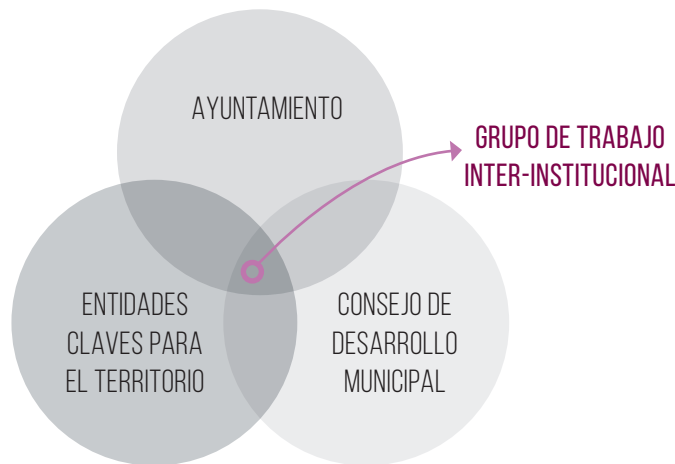 AYUNTAMIENTO
GRUPO DE TRABAJO
INTER-INSTITUCIONAL
ENTIDADES
CLAVES PARA
EL TERRITORIO
CONSEJO DE
DESARROLLO
MUNICIPAL